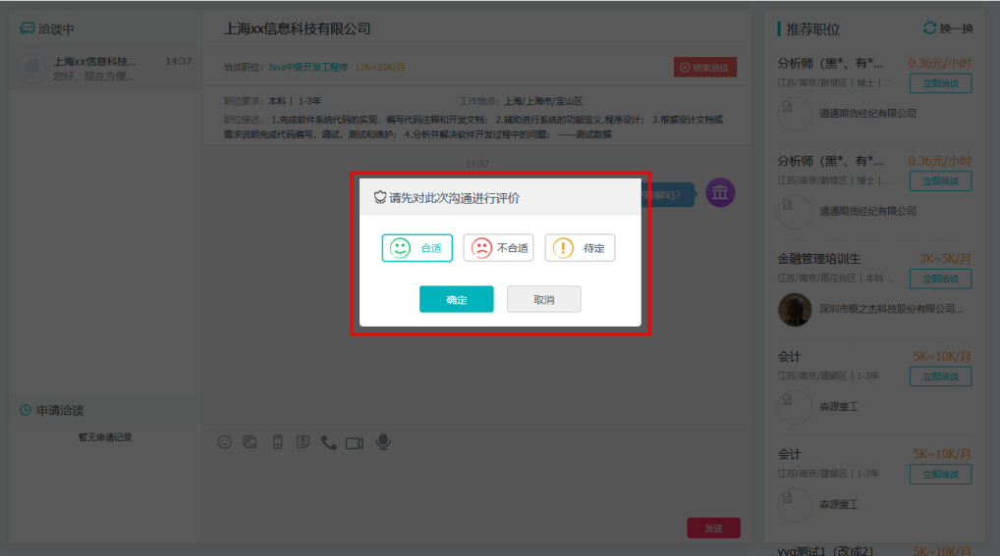 洽谈中
上海xx信息科技... 14:37
您好，现在方便...
申请洽谈
暂无申请记录
上海xx信息科技有限公司
洽谈职位：Java中级开发工程师 12K~20K/月
结束洽谈
职位要求：本科 | 1-3年 工作地点：上海/上海市/宝山区
职位描述：1.完成软件系统代码的实现，编写代码注释和开发文档； 2.辅助进行系统的功能定义,程序设计； 3.根据设计文档或
需求说明完成代码编写，调试，测试和维护； 4.分析并解决软件开发过程中的问题； ------测试数据
14:37
聊聊吗?
请先对此次沟通进行评价
合适
不合适
待定
确定
取消
发送
推荐职位
换一换
分析师（黑*、有*... 0.36元/小时
江苏/南京/鼓楼区 | 博士 | ...
立即洽谈
道通期货经纪有限公司
分析师（黑*、有*... 0.36元/小时
江苏/南京/鼓楼区 | 博士 | ...
立即洽谈
道通期货经纪有限公司
金融管理培训生 3K~5K/月
江苏/南京/雨花台区 | 本科 ...
立即洽谈
深圳市银之杰科技股份有限公司...
会计 5K~10K/月
江苏/南京/建邺区 | 1-3年
立即洽谈
森源重工
会计 5K~10K/月
江苏/南京/建邺区 | 1-3年
立即洽谈
森源重工
yyq测试1（改成2） 5K~10K/月